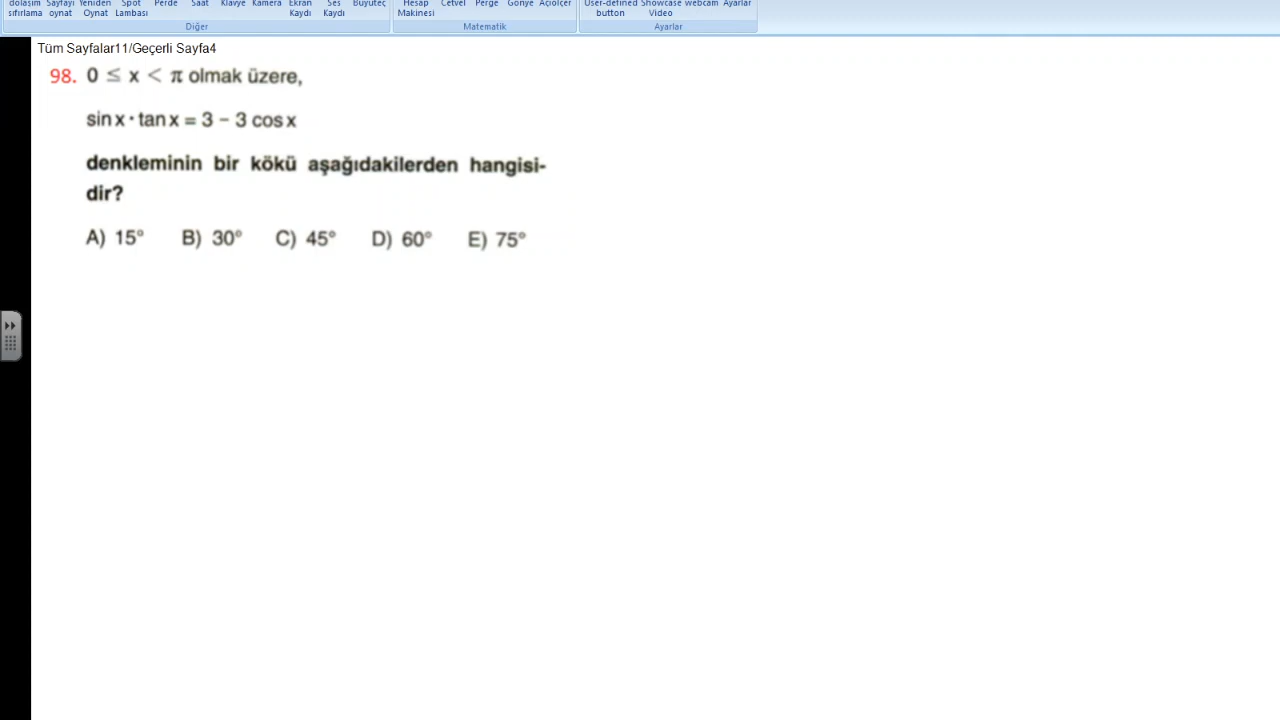 dolaşım Sayfayı Yeniden Spot Perde Saat Klavye Kamera Ekran Ses Büyüteç Hesap Cetvel Perge Gönye Açıölçer User-defined Showcase webcam Ayarlar
sıfırlama oynat Oynat Lambası Kaydı Kaydı Makinesi button Video
Diğer Matematik Ayarlar
Tüm Sayfalar11/Geçerli Sayfa4
98. 0 ≤ x < π olmak üzere,
sin x · tan x = 3 − 3 cos x
denkleminin bir kökü aşağıdakilerden hangisi-
dir?
A) 15° B) 30° C) 45° D) 60° E) 75°